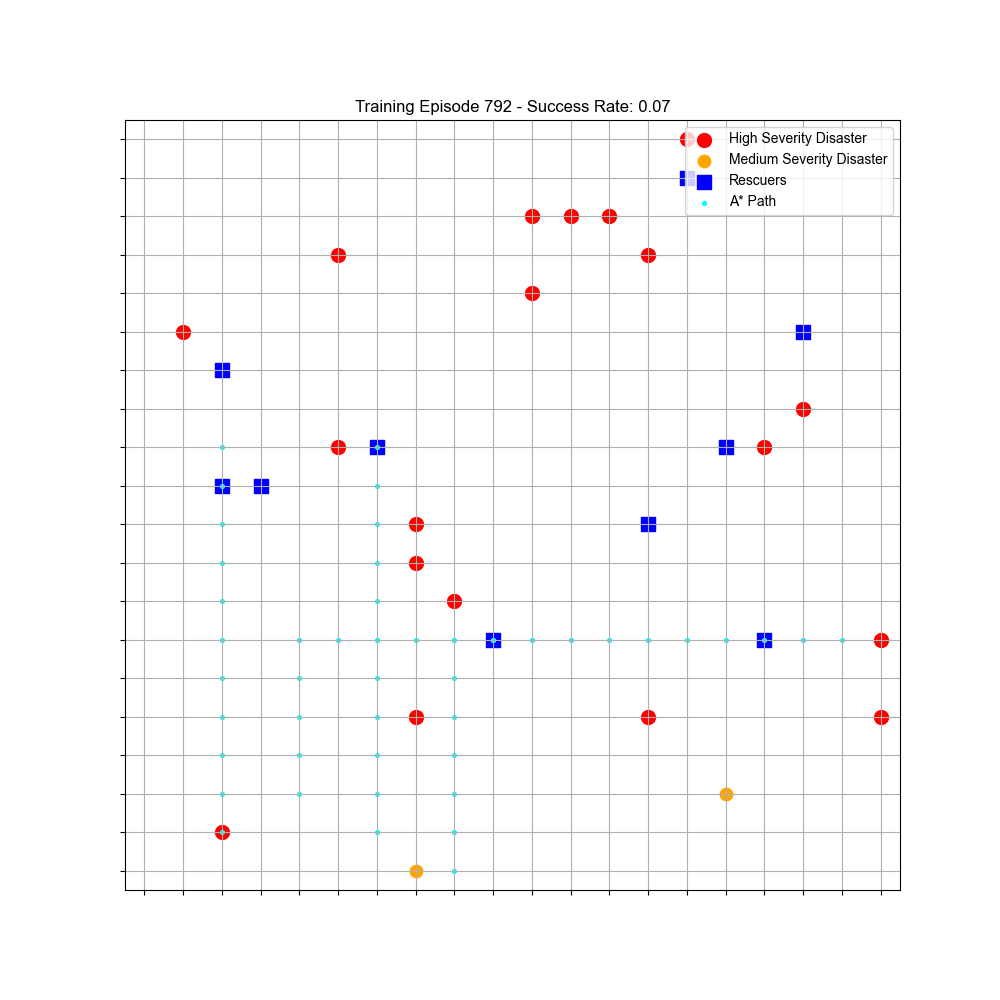 Training Episode 792 - Success Rate: 0.07
High Severity Disaster
Medium Severity Disaster
Rescuers
A* Path